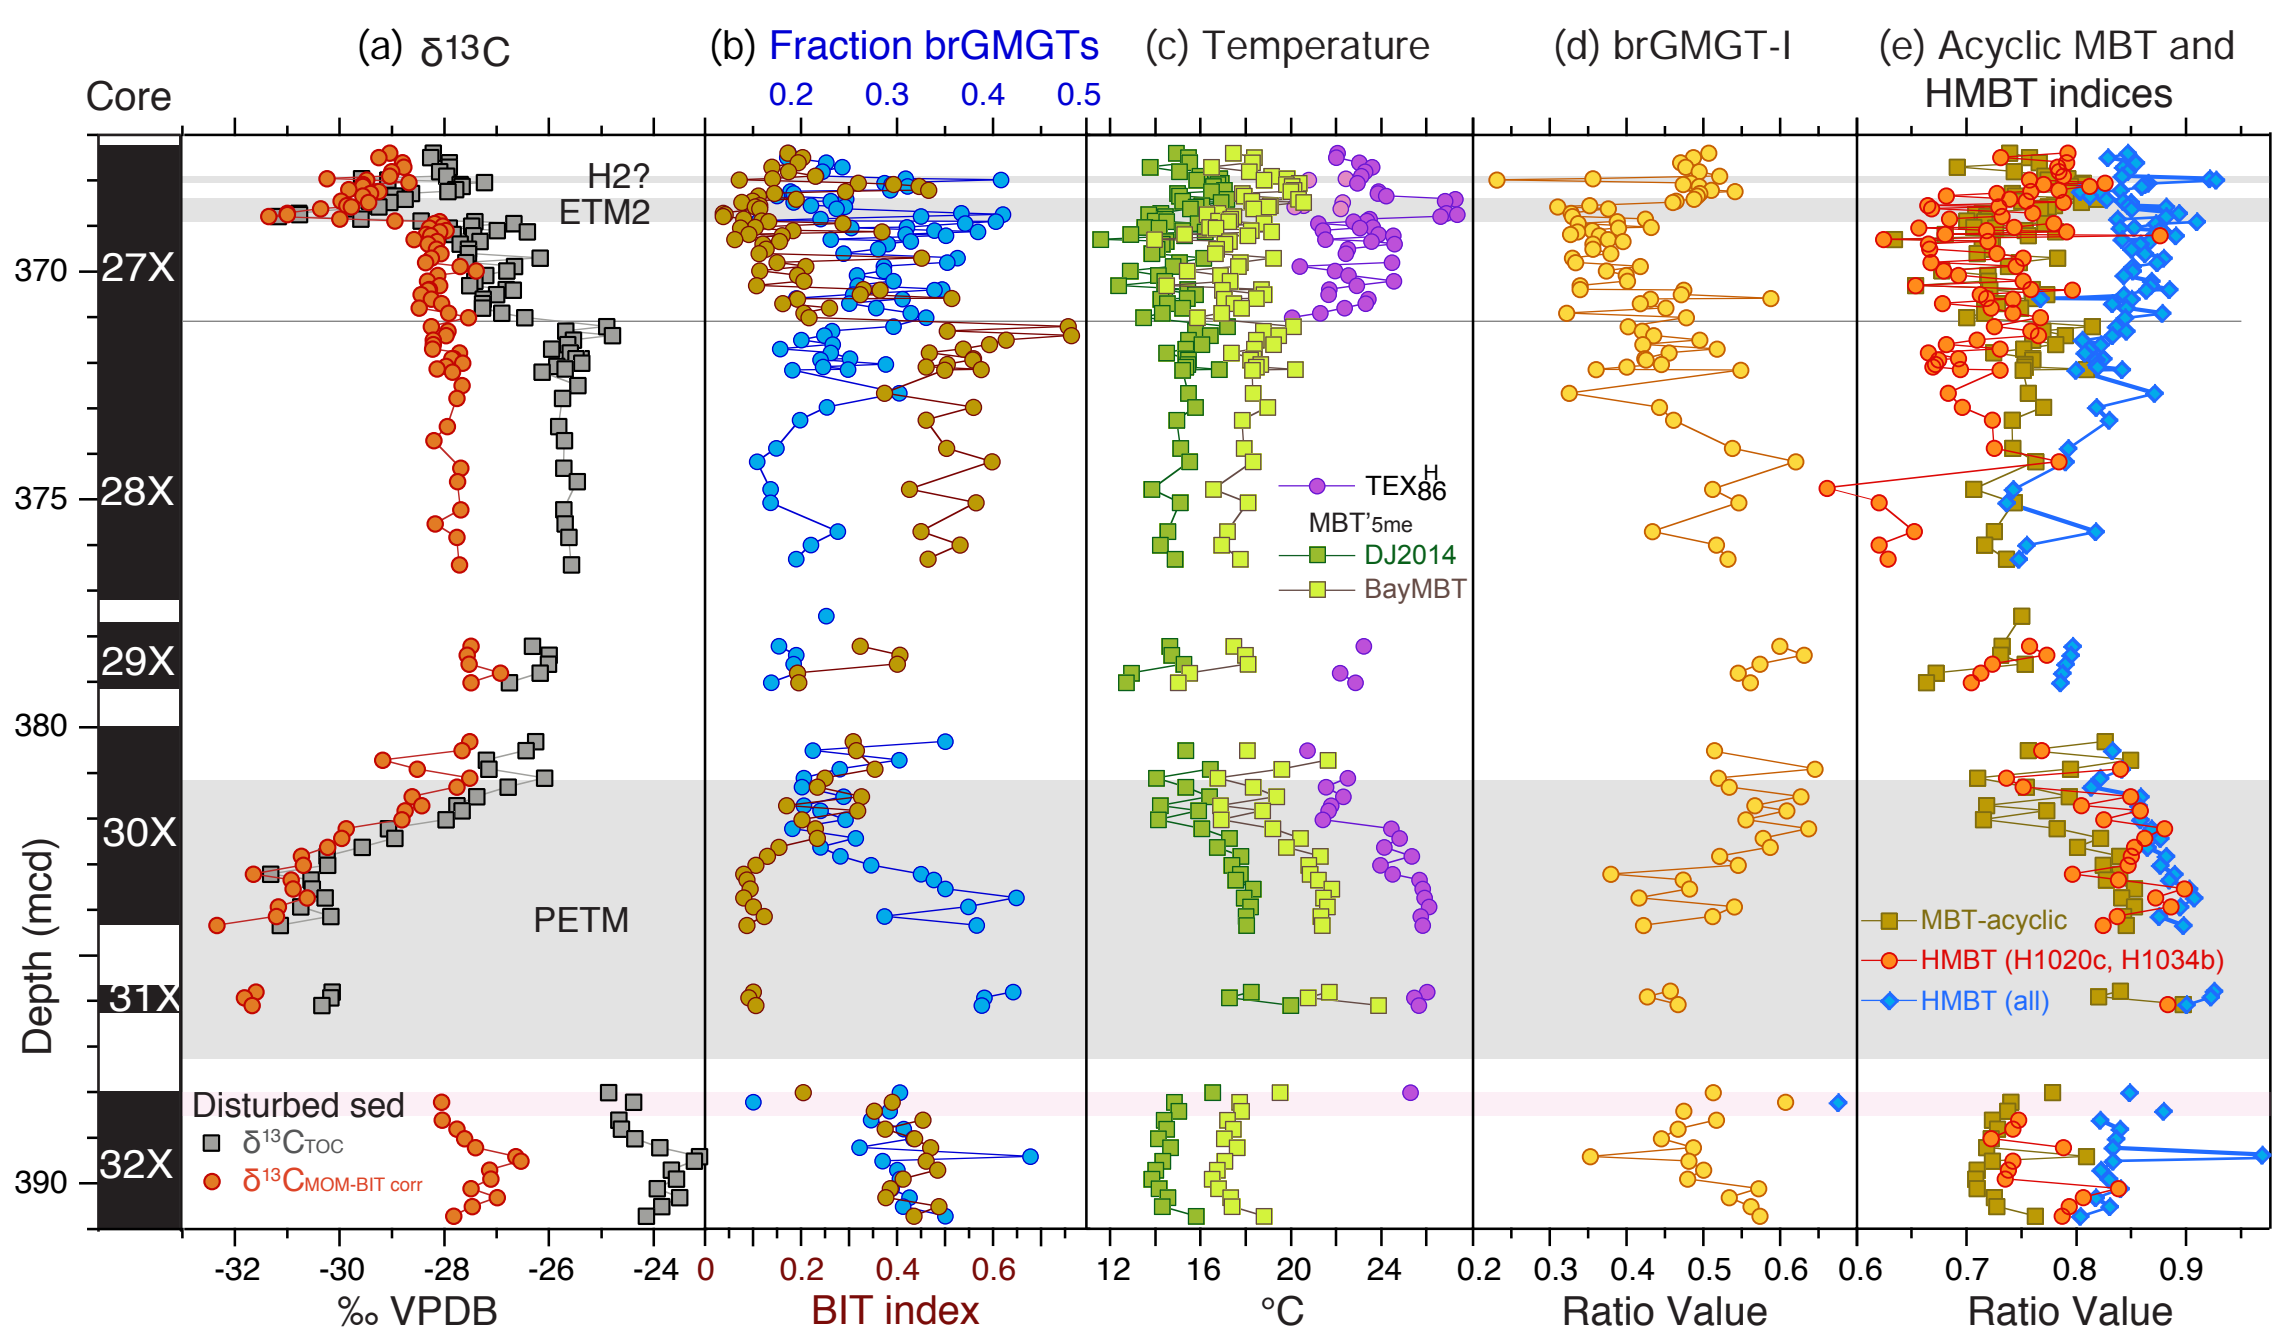 (a) δ¹³C
(b) Fraction brGMGTs
(c) Temperature
(d) brGMGT-I
(e) Acyclic MBT and
HMBT indices
Core
0.2 0.3 0.4 0.5
H2?
ETM2
27X
370
28X
375
TEX₈₆ᴴ
MBT'5me
DJ2014
BayMBT
29X
380
30X
PETM
MBT-acyclic
HMBT (H1020c, H1034b)
HMBT (all)
31X
Depth (mcd)
Disturbed sed
δ¹³CTOC
δ¹³CMOM-BIT corr
32X
390
-32 -30 -28 -26 -24
0 0.2 0.4 0.6
12 16 20 24
0.2 0.3 0.4 0.5 0.6
0.6 0.7 0.8 0.9
‰ VPDB
BIT index
°C
Ratio Value
Ratio Value